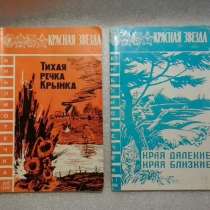 КРАСНАЯ ЗВЕЗДА
ТИХАЯ
РЕЧКА
КРЫНКА
КРАСНАЯ ЗВЕЗДА
КРАЯ ДАЛЕКИЕ
КРАЯ БЛИЗКИЕ